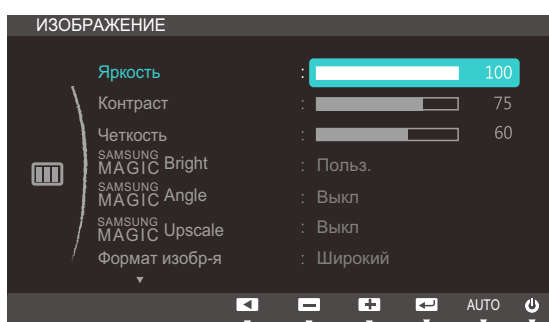 ИЗОБРАЖЕНИЕ
Яркость : 100
Контраст : 75
Четкость : 60
SAMSUNG MAGIC Bright : Польз.
SAMSUNG MAGIC Angle : Выкл
SAMSUNG MAGIC Upscale : Выкл
Формат изобр-я : Широкий
AUTO